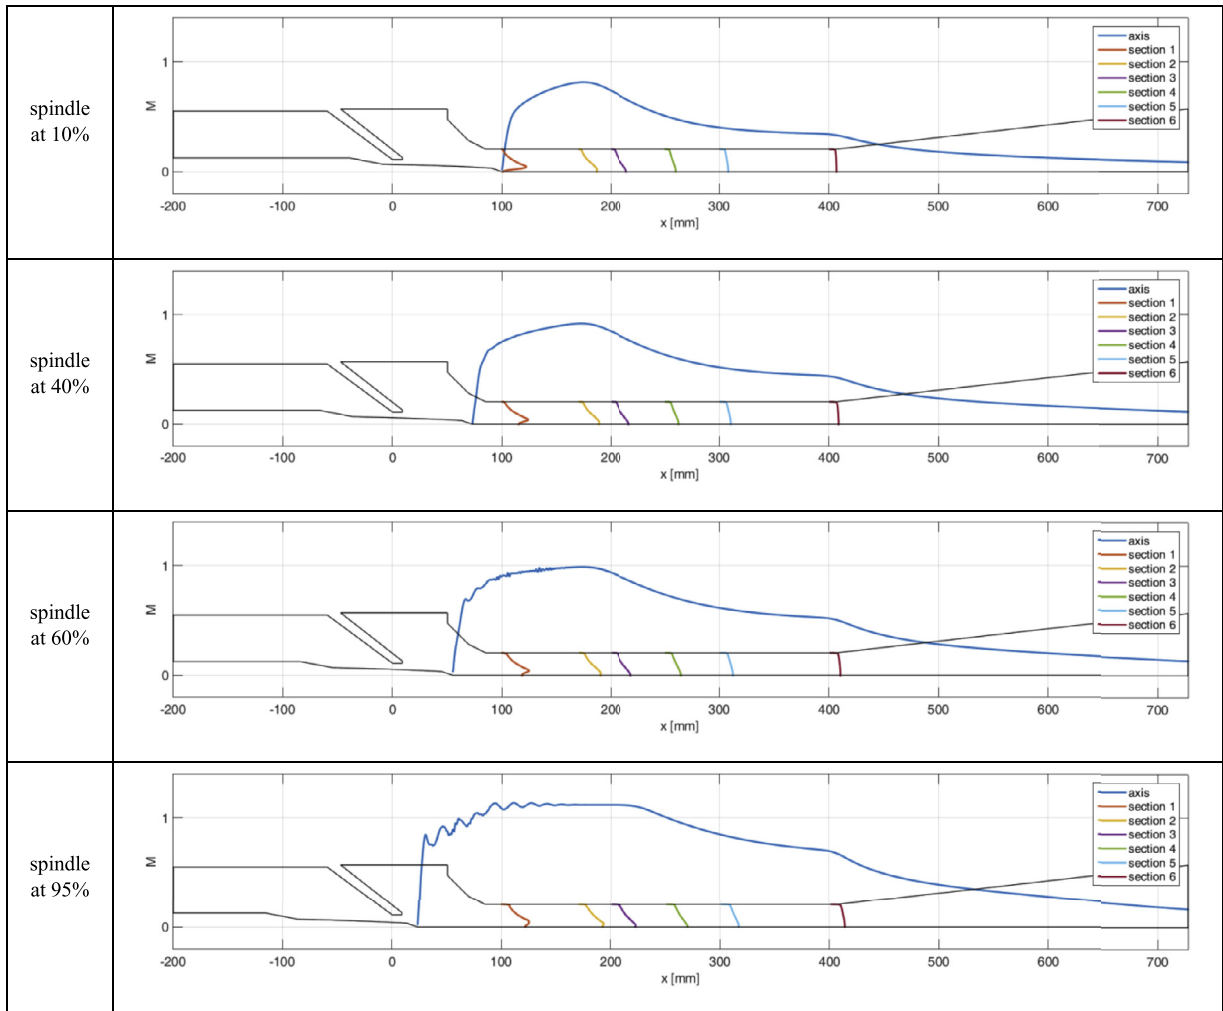 spindle
at 10%
M
1
0
-200 -100 0 100 200 300 400 500 600 700
x [mm]
axis
section 1
section 2
section 3
section 4
section 5
section 6
spindle
at 40%
M
1
0
-200 -100 0 100 200 300 400 500 600 700
x [mm]
axis
section 1
section 2
section 3
section 4
section 5
section 6
spindle
at 60%
M
1
0
-200 -100 0 100 200 300 400 500 600 700
x [mm]
axis
section 1
section 2
section 3
section 4
section 5
section 6
spindle
at 95%
M
1
0
-200 -100 0 100 200 300 400 500 600 700
x [mm]
axis
section 1
section 2
section 3
section 4
section 5
section 6